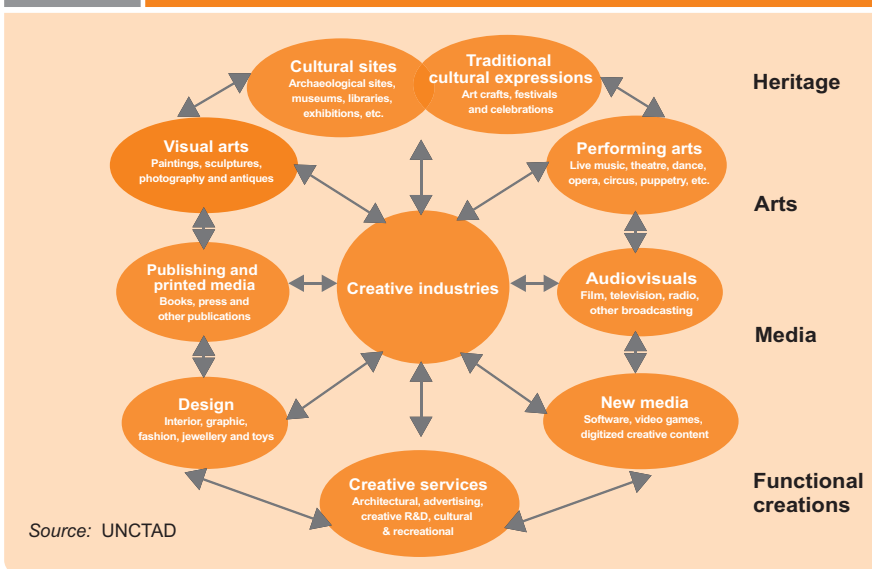 Cultural sites
Archaeological sites,
museums, libraries,
exhibitions, etc.
Traditional
cultural expressions
Art crafts, festivals
and celebrations
Heritage
Visual arts
Paintings, sculptures,
photography and antiques
Performing arts
Live music, theatre, dance,
opera, circus, puppetry, etc.
Arts
Publishing and
printed media
Books, press and
other publications
Creative industries
Audiovisuals
Film, television, radio,
other broadcasting
Media
Design
Interior, graphic,
fashion, jewellery and toys
New media
Software, video games,
digitized creative content
Creative services
Architectural, advertising,
creative R&D, cultural
& recreational
Functional
creations
Source: UNCTAD